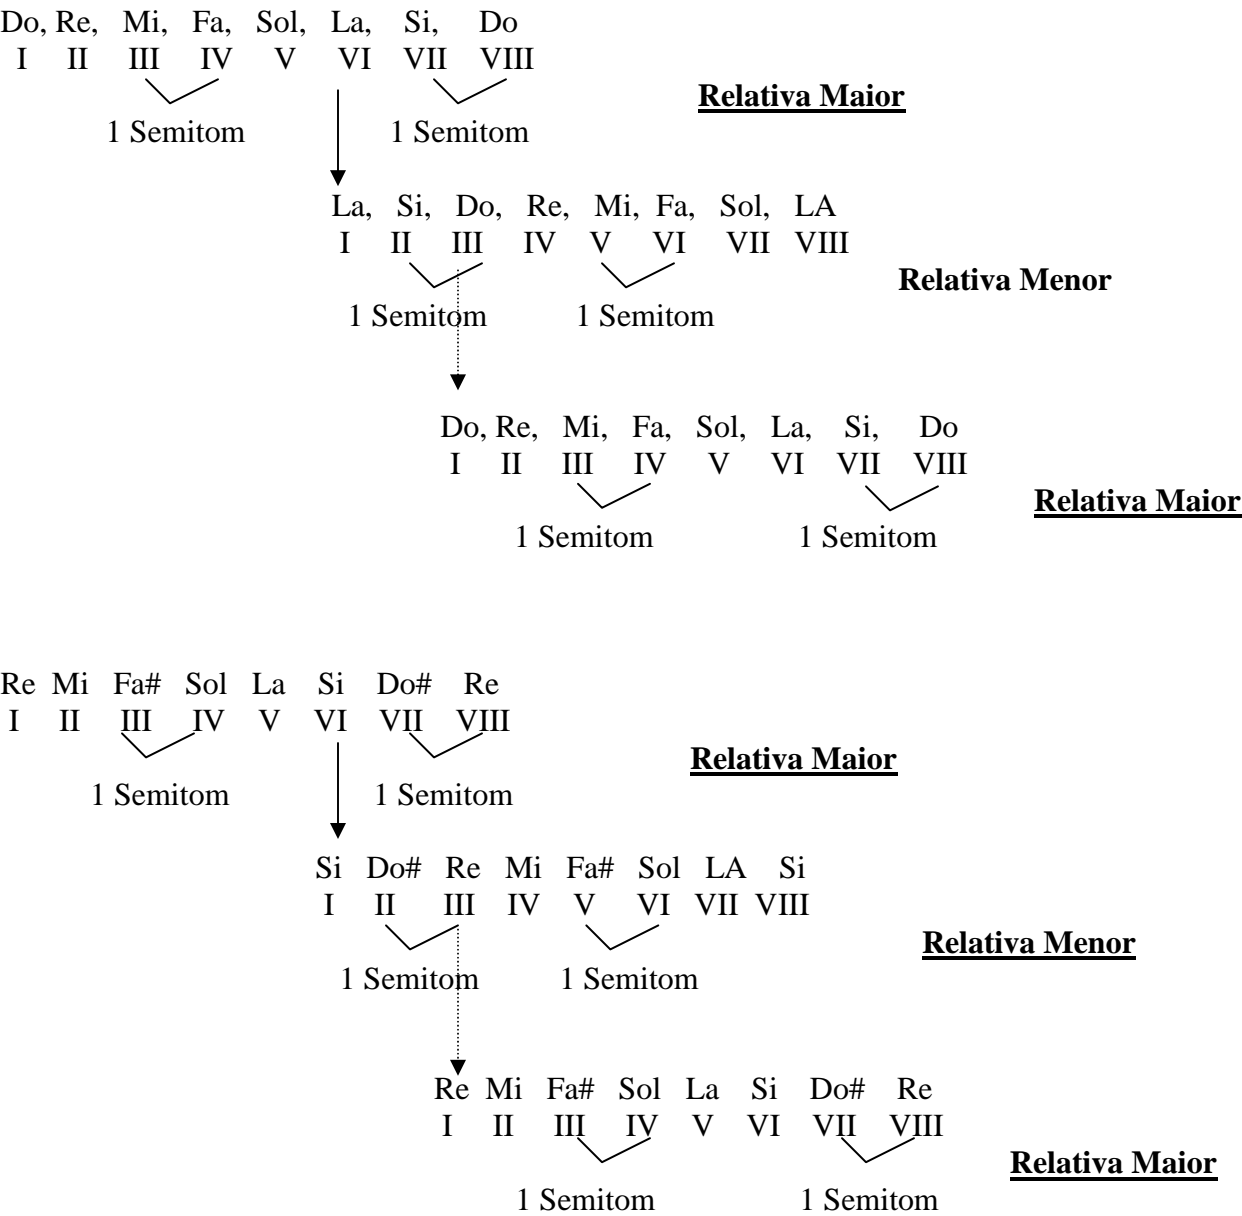 Do, Re, Mi, Fa, Sol, La, Si, Do
I II III IV V VI VII VIII
Relativa Maior
1 Semitom 1 Semitom
La, Si, Do, Re, Mi, Fa, Sol, LA
I II III IV V VI VII VIII
Relativa Menor
1 Semitom 1 Semitom
Do, Re, Mi, Fa, Sol, La, Si, Do
I II III IV V VI VII VIII
Relativa Maior
1 Semitom 1 Semitom
Re Mi Fa# Sol La Si Do# Re
I II III IV V VI VII VIII
Relativa Maior
1 Semitom 1 Semitom
Si Do# Re Mi Fa# Sol LA Si
I II III IV V VI VII VIII
Relativa Menor
1 Semitom 1 Semitom
Re Mi Fa# Sol La Si Do# Re
I II III IV V VI VII VIII
Relativa Maior
1 Semitom 1 Semitom